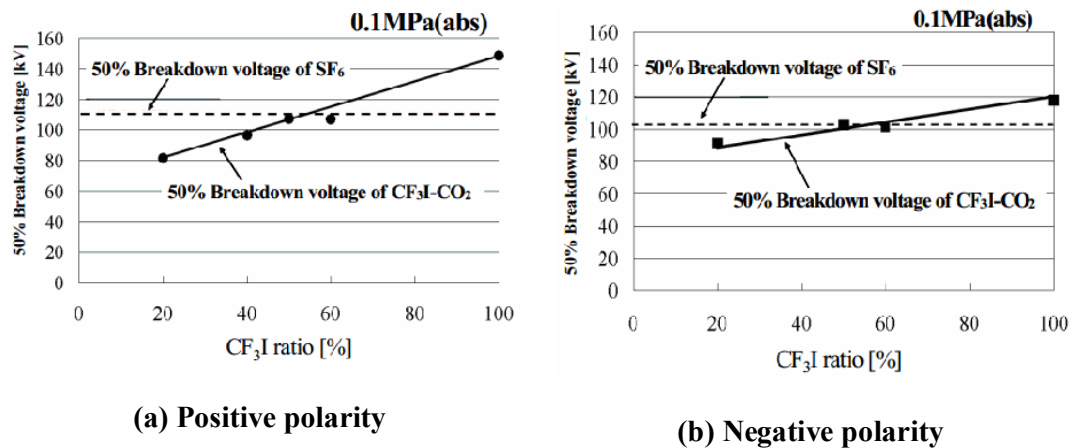 0.1MPa(abs)
50% Breakdown voltage [kV]
160
140
120
100
80
60
40
20
0
50% Breakdown voltage of SF₆
50% Breakdown voltage of CF₃I-CO₂
0 20 40 60 80 100
CF₃I ratio [%]
(a) Positive polarity
0.1MPa(abs)
50% Breakdown voltage [kV]
160
140
120
100
80
60
40
20
0
50% Breakdown voltage of SF₆
50% Breakdown voltage of CF₃I-CO₂
0 20 40 60 80 100
CF₃I ratio [%]
(b) Negative polarity